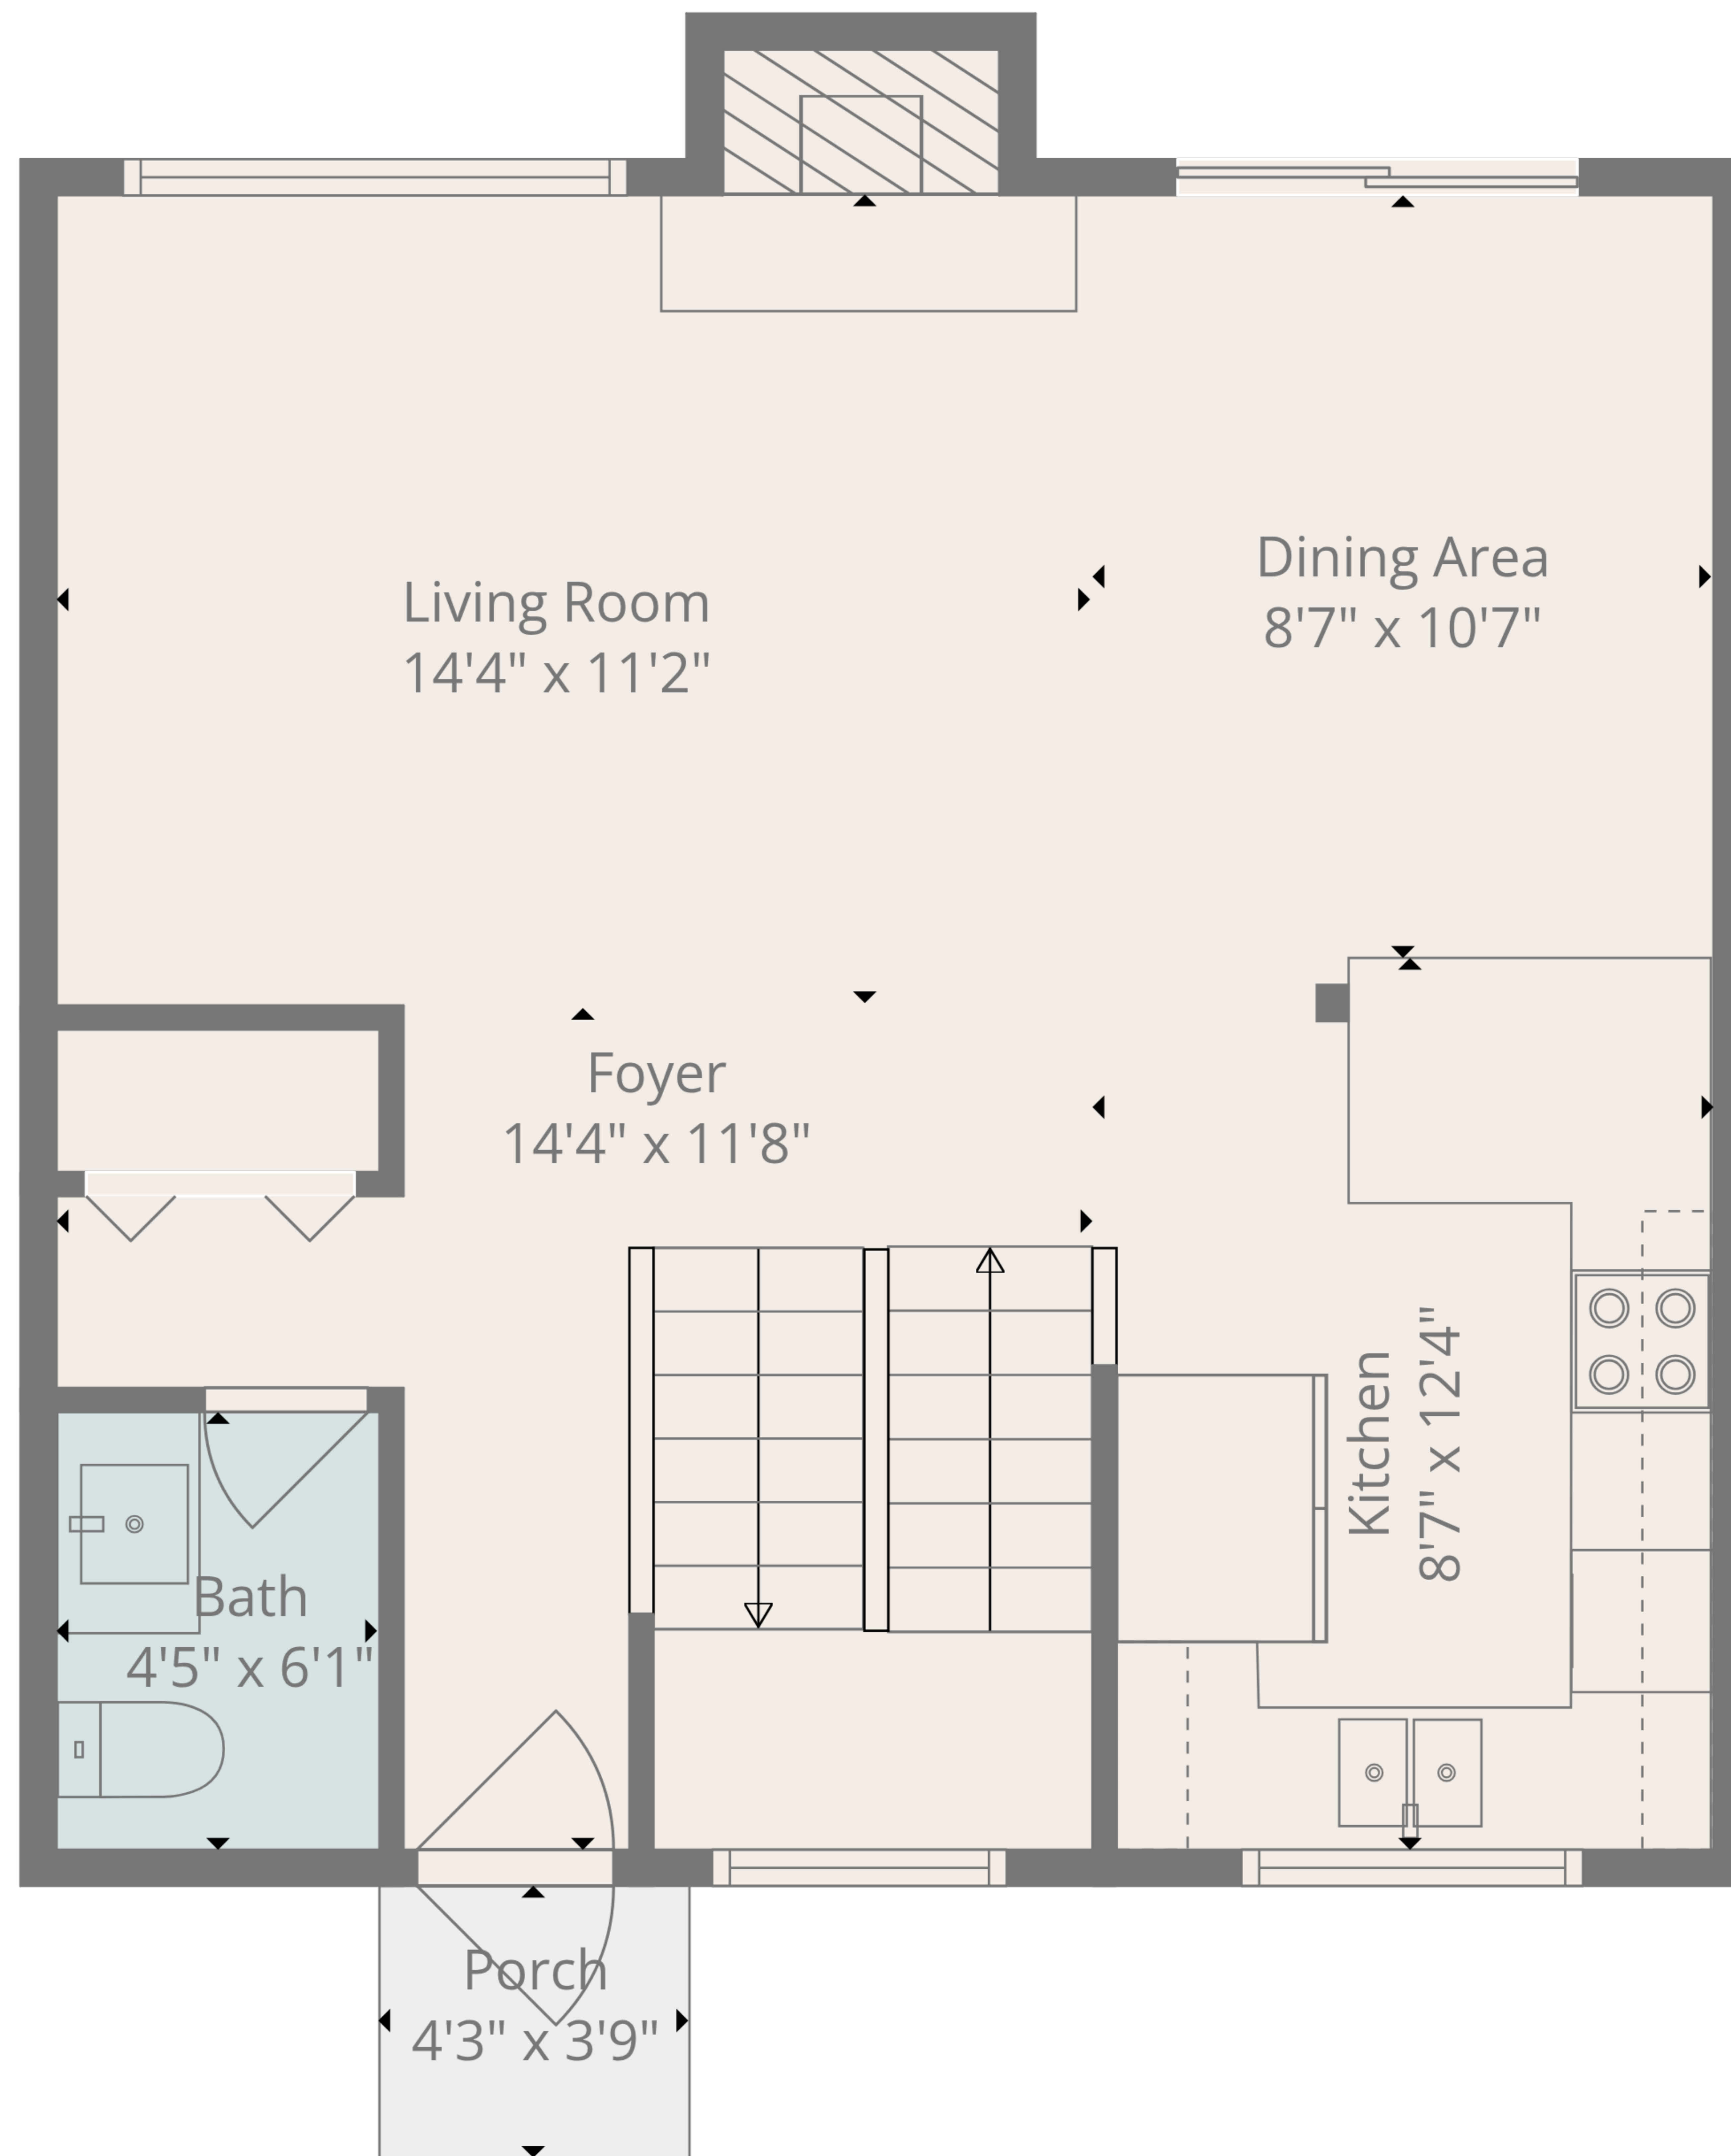 Living Room
14'4" x 11'2"
Dining Area
8'7" x 10'7"
Foyer
14'4" x 11'8"
Kitchen
8'7" x 12'4"
Bath
4'5" x 6'1"
Porch
4'3" x 3'9"